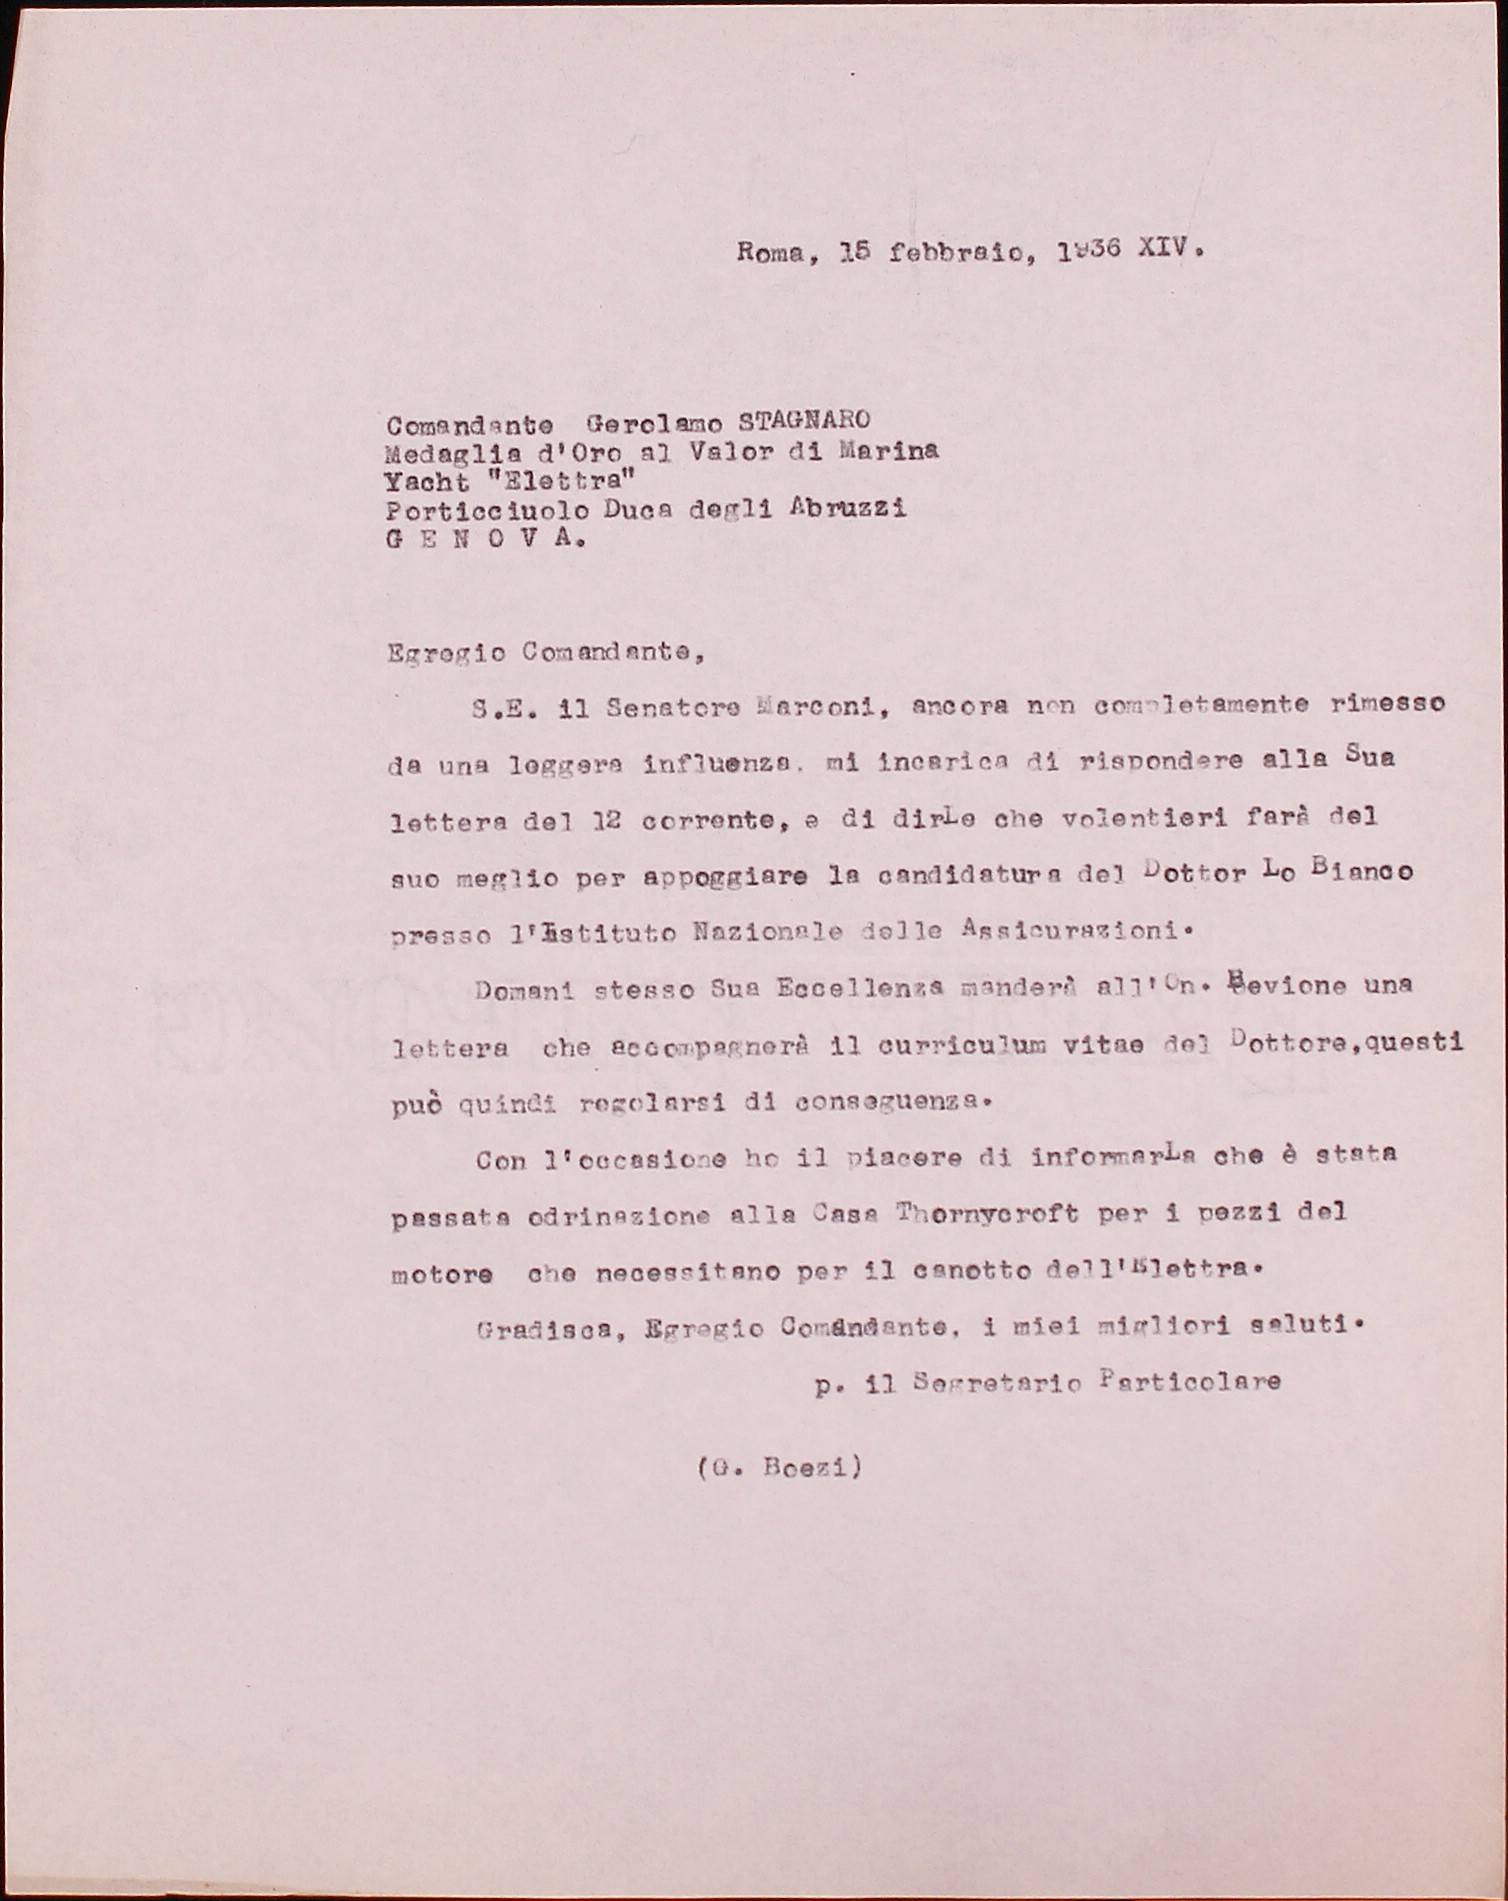 Roma, 15 febbraio, 1936 XIV.
Comandante Gerolamo STAGNARO
Medaglia d'Oro al Valor di Marina
Yacht "Elettra"
Porticciuolo Duca degli Abruzzi
G E N O V A.
Egregio Comandante,
S.E. il Senatore Marconi, ancora non completamente rimesso
da una leggera influenza, mi incarica di rispondere alla Sua
lettera del 12 corrente, e di dirLe che volentieri farà del
suo meglio per appoggiare la candidatura del Dottor Lo Bianco
presso l'Istituto Nazionale delle Assicurazioni.
Domani stesso Sua Eccellenza manderà all'On. Bevione una
lettera che accompagnerà il curriculum vitae del Dottore,questi
può quindi regolarsi di conseguenza.
Con l'occasione ho il piacere di informarLa che è stata
passata odrinazione alla Casa Thornycroft per i pezzi del
motore che necessitano per il canotto dell'Elettra.
Gradisca, Egregio Comandante, i miei migliori saluti.
p. il Segretario Particolare
(G. Boezi)